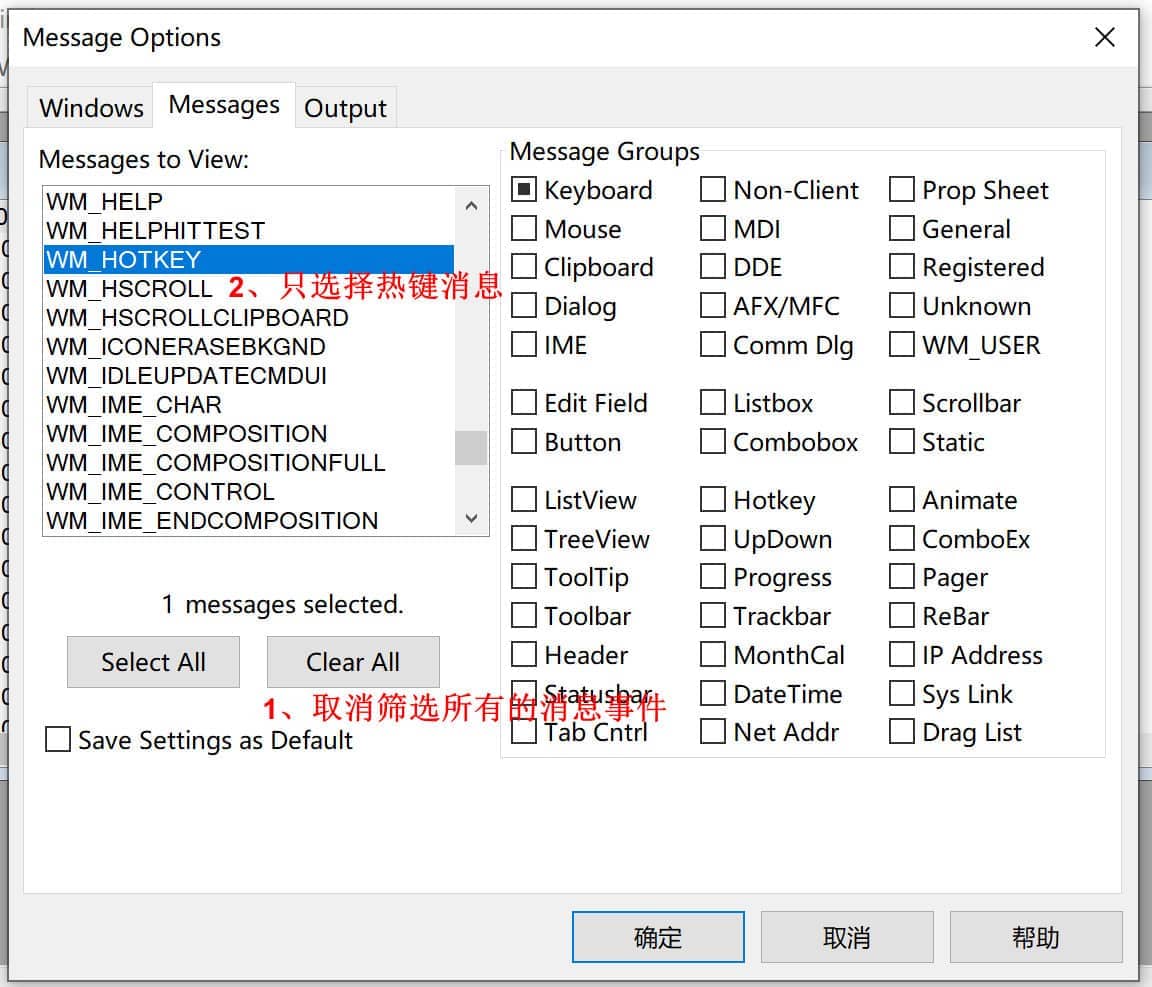 Message Options
Windows
Messages
Output
Messages to View:
WM_HELP
WM_HELPHITTEST
WM_HOTKEY
WM_HSCROLL
2、只选择热键消息
WM_HSCROLLCLIPBOARD
WM_ICONERASEBKGND
WM_IDLEUPDATECMDUI
WM_IME_CHAR
WM_IME_COMPOSITION
WM_IME_COMPOSITIONFULL
WM_IME_CONTROL
WM_IME_ENDCOMPOSITION
1 messages selected.
Select All
Clear All
1、取消筛选所有的消息事件
Save Settings as Default
Message Groups
Keyboard Non-Client Prop Sheet
Mouse MDI General
Clipboard DDE Registered
Dialog AFX/MFC Unknown
IME Comm Dlg WM_USER
Edit Field Listbox Scrollbar
Button Combobox Static
ListView Hotkey Animate
TreeView UpDown ComboEx
ToolTip Progress Pager
Toolbar Trackbar ReBar
Header MonthCal IP Address
Statusbar DateTime Sys Link
Tab Cntrl Net Addr Drag List
确定
取消
帮助